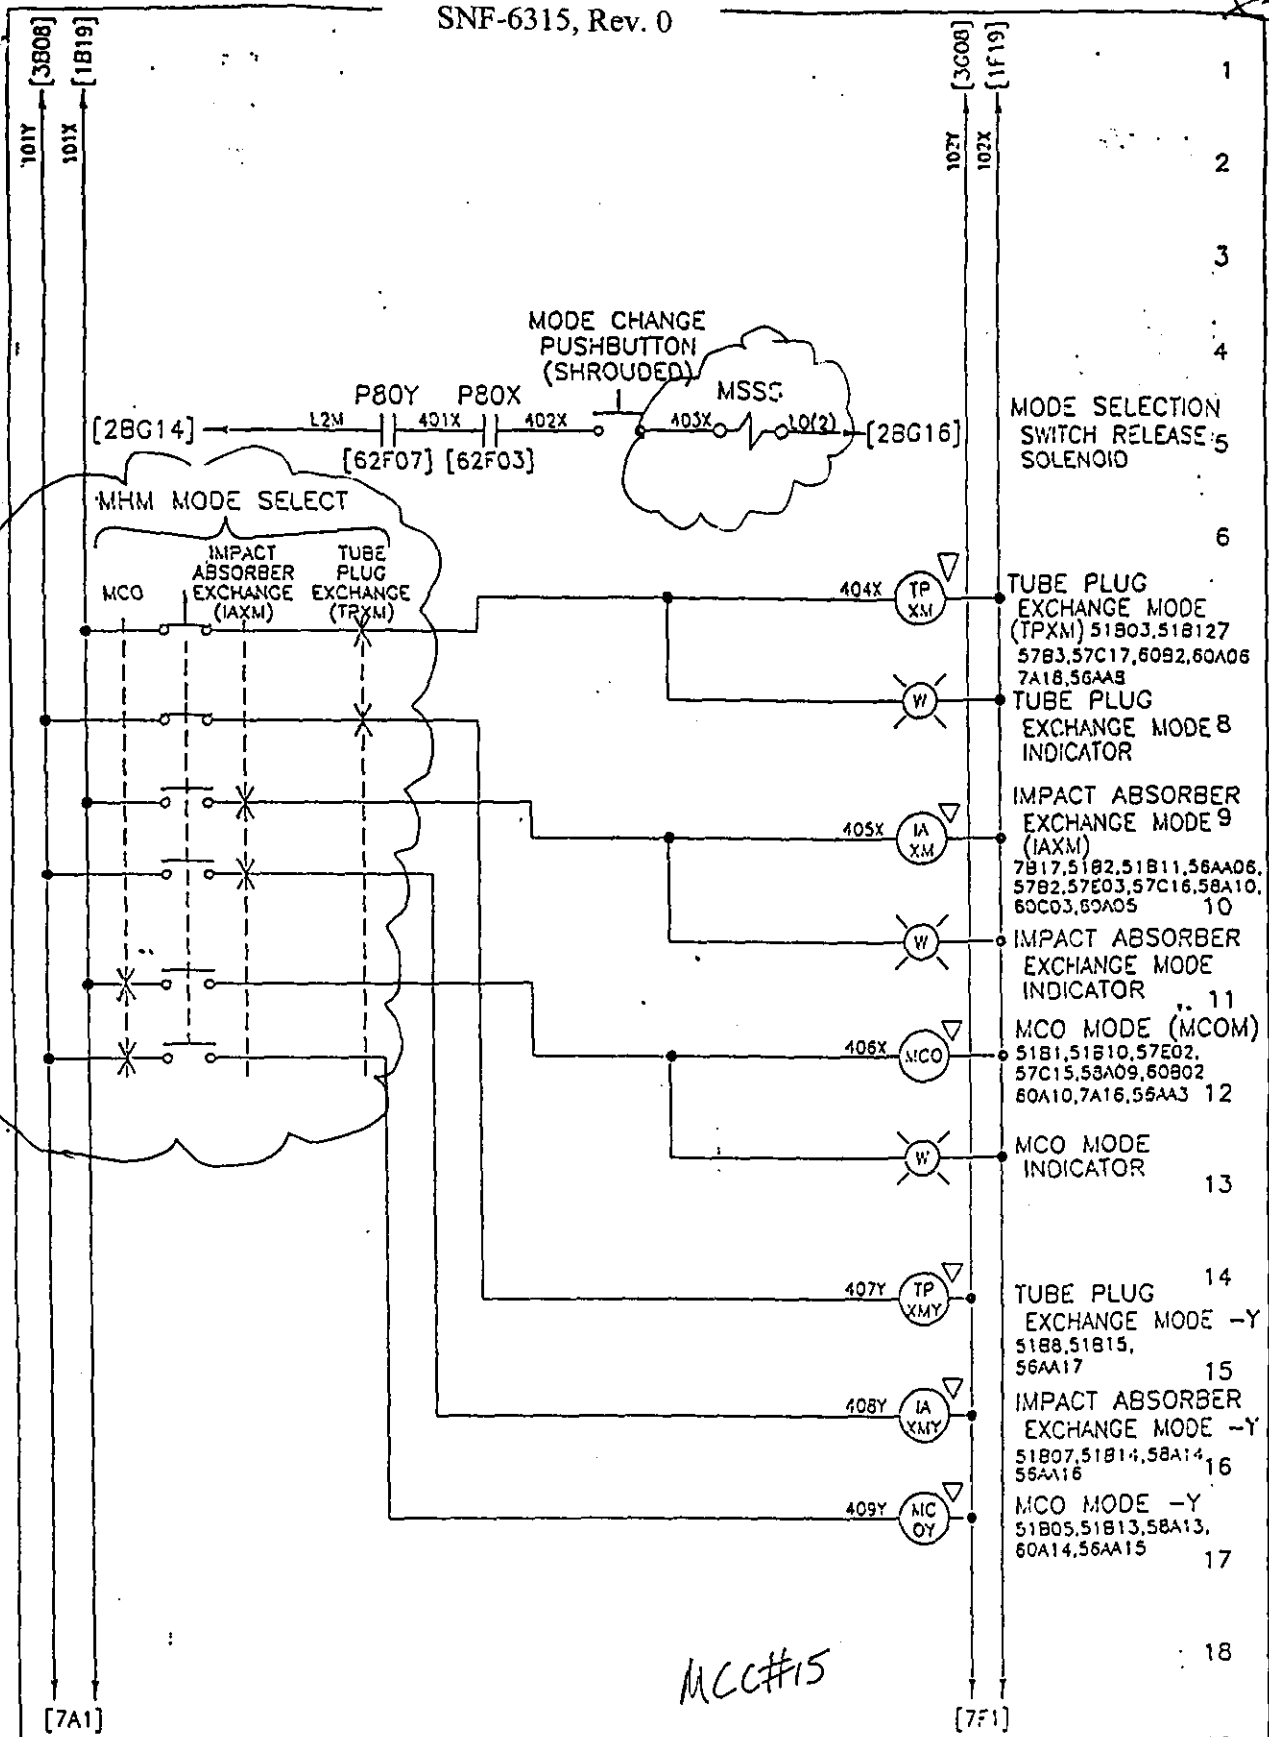 SNF-6315, Rev. 0
[3B08]
[1B19]
[3G08]
[1F19]
101Y
101X
102Y
102X
1
2
3
4
MODE CHANGE
PUSHBUTTON
(SHROUDED)
P80Y
P80X
MSSS
[2BG14]
L2M
401X
402X
403X
LO(2)
[2BG16]
[62F07]
[62F03]
MODE SELECTION
SWITCH RELEASE
SOLENOID
5
6
MHM MODE SELECT
MCO
IMPACT
ABSORBER
EXCHANGE
(IAXM)
TUBE
PLUG
EXCHANGE
(TPXM)
404X
TP
XM
TUBE PLUG
EXCHANGE MODE
(TPXM) 51B03,51B127
57B3,57C17,60B2,60A06
7A18,56AA8
W
TUBE PLUG
EXCHANGE MODE 8
INDICATOR
405X
IA
XM
IMPACT ABSORBER
EXCHANGE MODE 9
(IAXM)
7B17,51B2,51B11,56AA06,
57B2,57E03,57C16,58A10,
60C03,60A05 10
W
IMPACT ABSORBER
EXCHANGE MODE
INDICATOR 11
406X
MCO
MCO MODE (MCOM)
51B1,51B10,57E02,
57C15,58A09,60B02
60A10,7A16,56AA3 12
W
MCO MODE
INDICATOR
13
14
407Y
TP
XMY
TUBE PLUG
EXCHANGE MODE -Y
51B8,51B15,
56AA17 15
408Y
IA
XMY
IMPACT ABSORBER
EXCHANGE MODE -Y
51B07,51B14,58A14,
56AA16 16
409Y
MC
OY
MCO MODE -Y
51B05,51B13,58A13,
60A14,56AA15 17
18
MCC#15
[7A1]
[7F1]